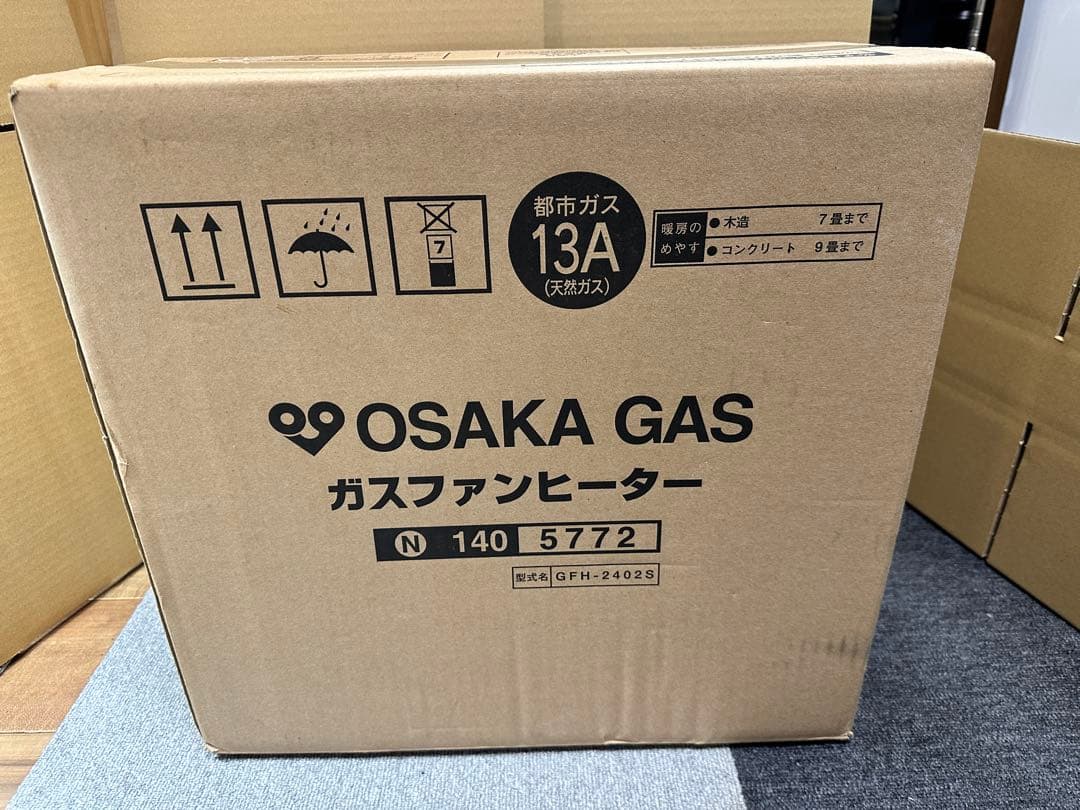 7
都市ガス
13A
(天然ガス)
暖房の
めやす
●木造 7畳まで
●コンクリート 9畳まで
OSAKA GAS
ガスファンヒーター
N 140 5772
型式名 GFH-2402S